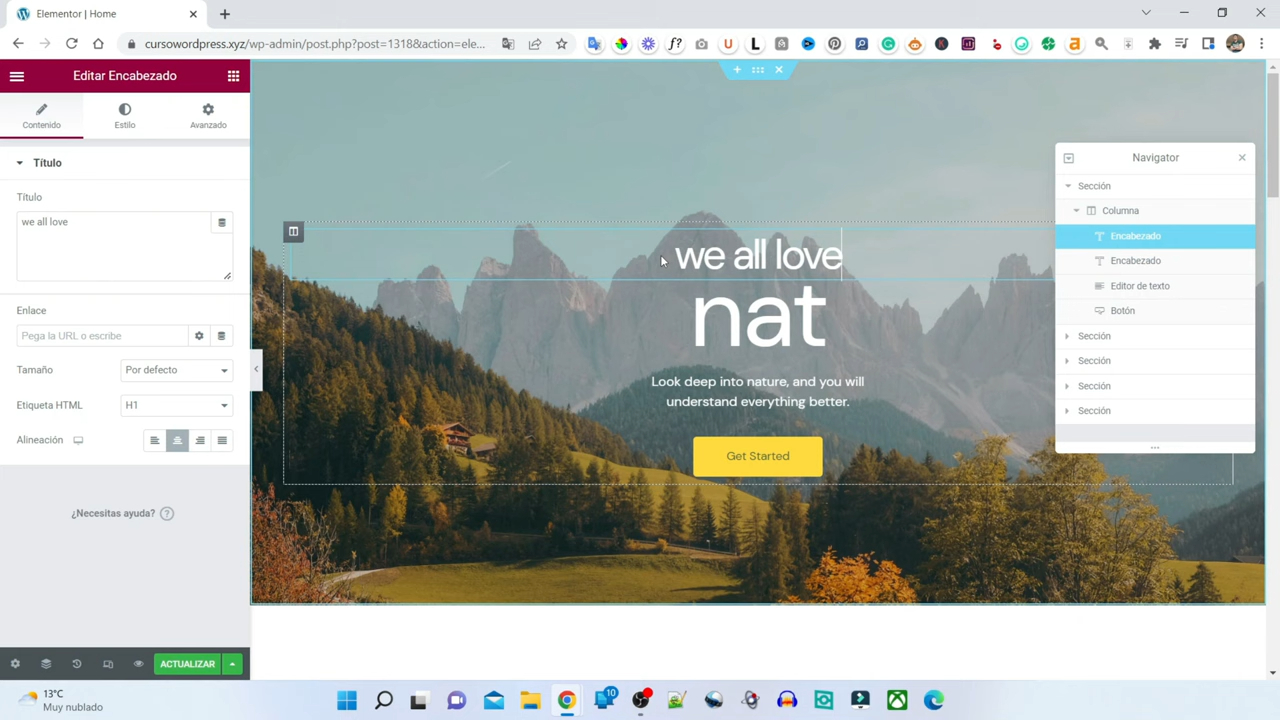 Elementor | Home
cursowordpress.xyz/wp-admin/post.php?post=1318&action=ele...
Editar Encabezado
Contenido
Estilo
Avanzado
Título
Título
we all love
Enlace
Pega la URL o escribe
Tamaño
Por defecto
Etiqueta HTML
H1
Alineación
¿Necesitas ayuda?
ACTUALIZAR
we all love
nat
Look deep into nature, and you will
understand everything better.
Get Started
Navigator
Sección
Columna
Encabezado
Encabezado
Editor de texto
Botón
Sección
Sección
Sección
Sección
13°C
Muy nublado
10